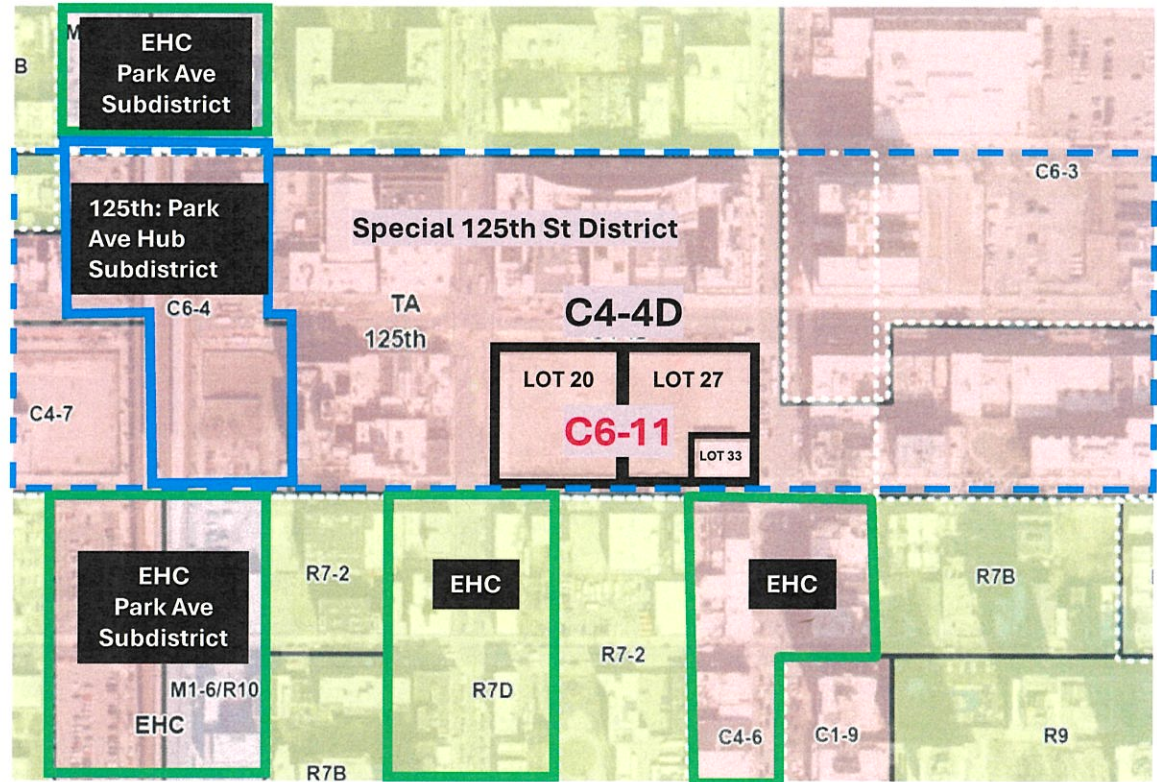 M
EHC
Park Ave
Subdistrict
B
C6-3
125th: Park
Ave Hub
Subdistrict
Special 125th St District
C6-4
TA
125th
C4-4D
LOT 20
LOT 27
C4-7
C6-11
LOT 33
EHC
Park Ave
Subdistrict
R7-2
EHC
EHC
R7B
R7-2
M1-6/R10
R7D
EHC
C4-6
C1-9
R9
R7B